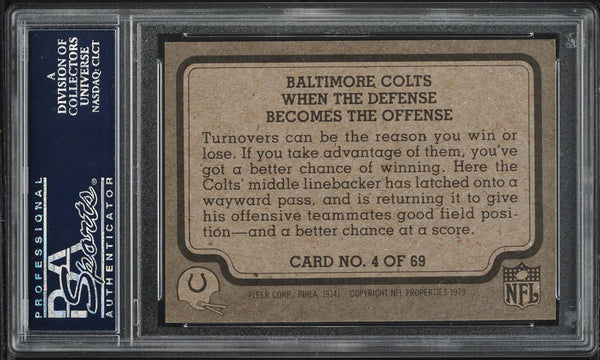 A
DIVISION OF
COLLECTORS
UNIVERSE
NASDAQ: CLCT
PROFESSIONAL
PSA
Sports
AUTHENTICATOR
BALTIMORE COLTS
WHEN THE DEFENSE
BECOMES THE OFFENSE
Turnovers can be the reason you win or
lose. If you take advantage of them, you've
got a better chance of winning. Here the
Colts' middle linebacker has latched onto a
wayward pass, and is returning it to give
his offensive teammates good field posi-
tion—and a better chance at a score.
CARD NO. 4 OF 69
FLEER CORP., PHILA. 19141 COPYRIGHT NFL PROPERTIES 1979
NFL